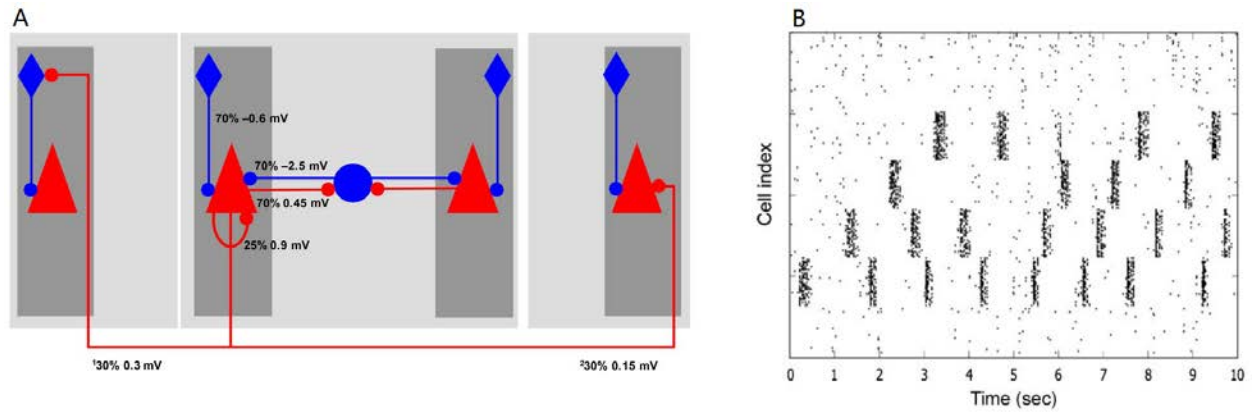 A
70% –0.6 mV
70% –2.5 mV
70% 0.45 mV
25% 0.9 mV
¹30% 0.3 mV
²30% 0.15 mV
B
Cell index
0 1 2 3 4 5 6 7 8 9 10
Time (sec)